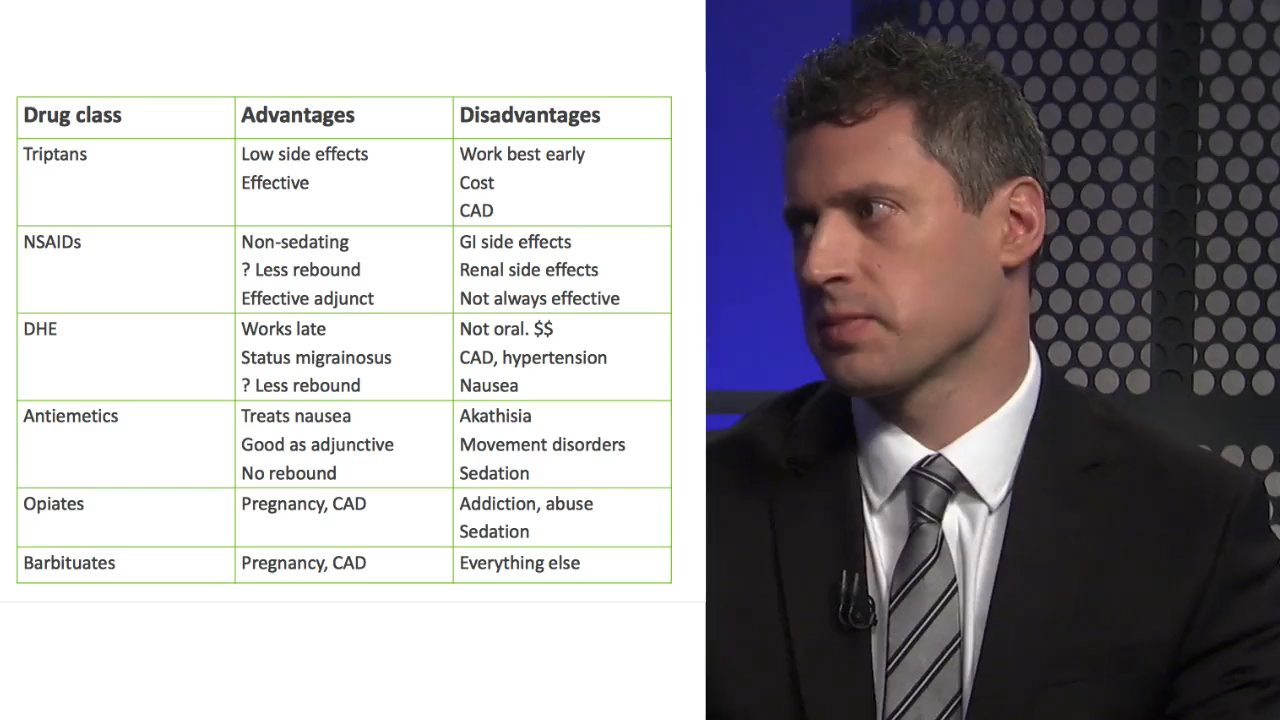 Drug class Advantages Disadvantages
Triptans Low side effects Work best early
Effective Cost
CAD
NSAIDs Non-sedating GI side effects
? Less rebound Renal side effects
Effective adjunct Not always effective
DHE Works late Not oral. $$
Status migrainosus CAD, hypertension
? Less rebound Nausea
Antiemetics Treats nausea Akathisia
Good as adjunctive Movement disorders
No rebound Sedation
Opiates Pregnancy, CAD Addiction, abuse
Sedation
Barbituates Pregnancy, CAD Everything else